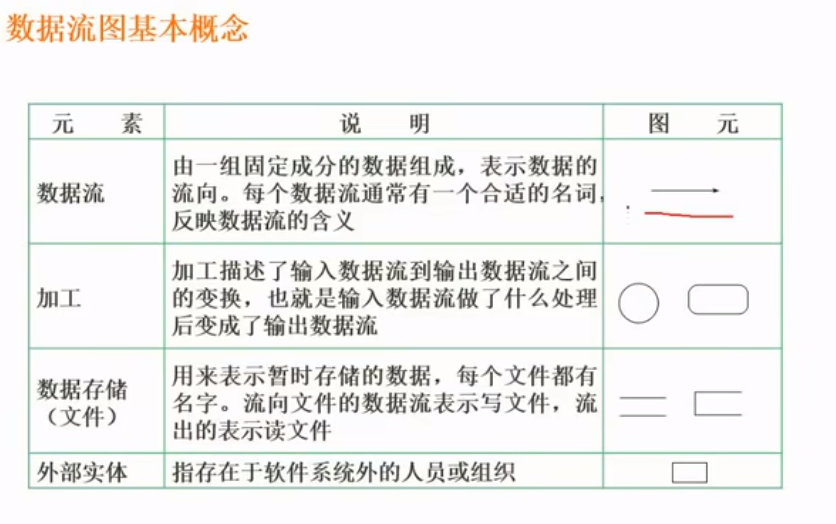 数据流图基本概念
元 素
说 明
图 元
数据流
由一组固定成分的数据组成，表示数据的
流向。每个数据流通常有一个合适的名词，
反映数据流的含义
加工
加工描述了输入数据流到输出数据流之间
的变换，也就是输入数据流做了什么处理
后变成了输出数据流
数据存储
（文件）
用来表示暂时存储的数据，每个文件都有
名字。流向文件的数据流表示写文件，流
出的表示读文件
外部实体
指存在于软件系统外的人员或组织